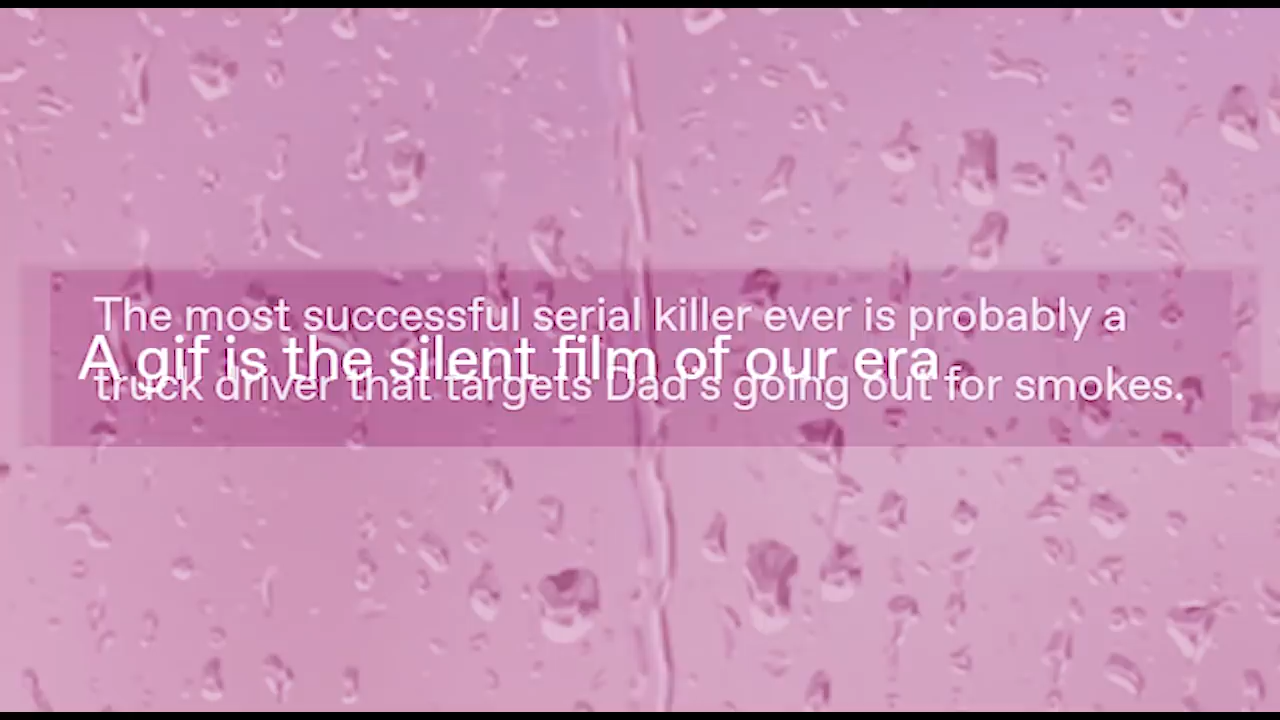 The most successful serial killer ever is probably a
A gif is the silent film of our era
truck driver that targets Dad's going out for smokes.